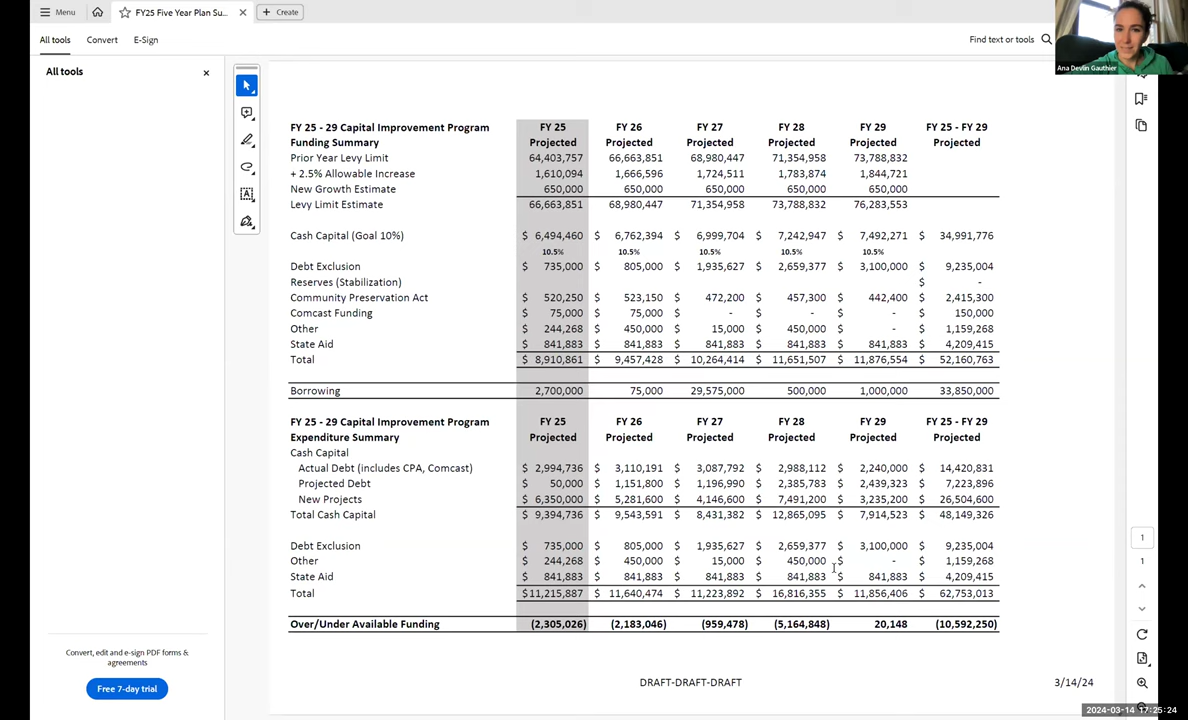 Menu
FY25 Five Year Plan Su...
Create
All tools Convert E-Sign
Find text or tools
Ana Devlin Gauthier
All tools
FY 25 - 29 Capital Improvement Program FY 25 FY 26 FY 27 FY 28 FY 29 FY 25 - FY 29
Funding Summary Projected Projected Projected Projected Projected Projected
Prior Year Levy Limit 64,403,757 66,663,851 68,980,447 71,354,958 73,788,832
+ 2.5% Allowable Increase 1,610,094 1,666,596 1,724,511 1,783,874 1,844,721
New Growth Estimate 650,000 650,000 650,000 650,000 650,000
Levy Limit Estimate 66,663,851 68,980,447 71,354,958 73,788,832 76,283,553
Cash Capital (Goal 10%) $ 6,494,460 $ 6,762,394 $ 6,999,704 $ 7,242,947 $ 7,492,271 $ 34,991,776
10.5% 10.5% 10.5% 10.5% 10.5%
Debt Exclusion $ 735,000 $ 805,000 $ 1,935,627 $ 2,659,377 $ 3,100,000 $ 9,235,004
Reserves (Stabilization) $ -
Community Preservation Act $ 520,250 $ 523,150 $ 472,200 $ 457,300 $ 442,400 $ 2,415,300
Comcast Funding $ 75,000 $ 75,000 $ - $ - $ - $ 150,000
Other $ 244,268 $ 450,000 $ 15,000 $ 450,000 $ - $ 1,159,268
State Aid $ 841,883 $ 841,883 $ 841,883 $ 841,883 $ 841,883 $ 4,209,415
Total $ 8,910,861 $ 9,457,428 $ 10,264,414 $ 11,651,507 $ 11,876,554 $ 52,160,763
Borrowing 2,700,000 75,000 29,575,000 500,000 1,000,000 33,850,000
FY 25 - 29 Capital Improvement Program FY 25 FY 26 FY 27 FY 28 FY 29 FY 25 - FY 29
Expenditure Summary Projected Projected Projected Projected Projected Projected
Cash Capital
Actual Debt (includes CPA, Comcast) $ 2,994,736 $ 3,110,191 $ 3,087,792 $ 2,988,112 $ 2,240,000 $ 14,420,831
Projected Debt $ 50,000 $ 1,151,800 $ 1,196,990 $ 2,385,783 $ 2,439,323 $ 7,223,896
New Projects $ 6,350,000 $ 5,281,600 $ 4,146,600 $ 7,491,200 $ 3,235,200 $ 26,504,600
Total Cash Capital $ 9,394,736 $ 9,543,591 $ 8,431,382 $ 12,865,095 $ 7,914,523 $ 48,149,326
Debt Exclusion $ 735,000 $ 805,000 $ 1,935,627 $ 2,659,377 $ 3,100,000 $ 9,235,004
Other $ 244,268 $ 450,000 $ 15,000 $ 450,000 $ - $ 1,159,268
State Aid $ 841,883 $ 841,883 $ 841,883 $ 841,883 $ 841,883 $ 4,209,415
Total $11,215,887 $ 11,640,474 $ 11,223,892 $ 16,816,355 $ 11,856,406 $ 62,753,013
Over/Under Available Funding (2,305,026) (2,183,046) (959,478) (5,164,848) 20,148 (10,592,250)
DRAFT-DRAFT-DRAFT 3/14/24
1
1
Convert, edit and e-sign PDF forms &
agreements
Free 7-day trial
2024-03-14 17:25:24